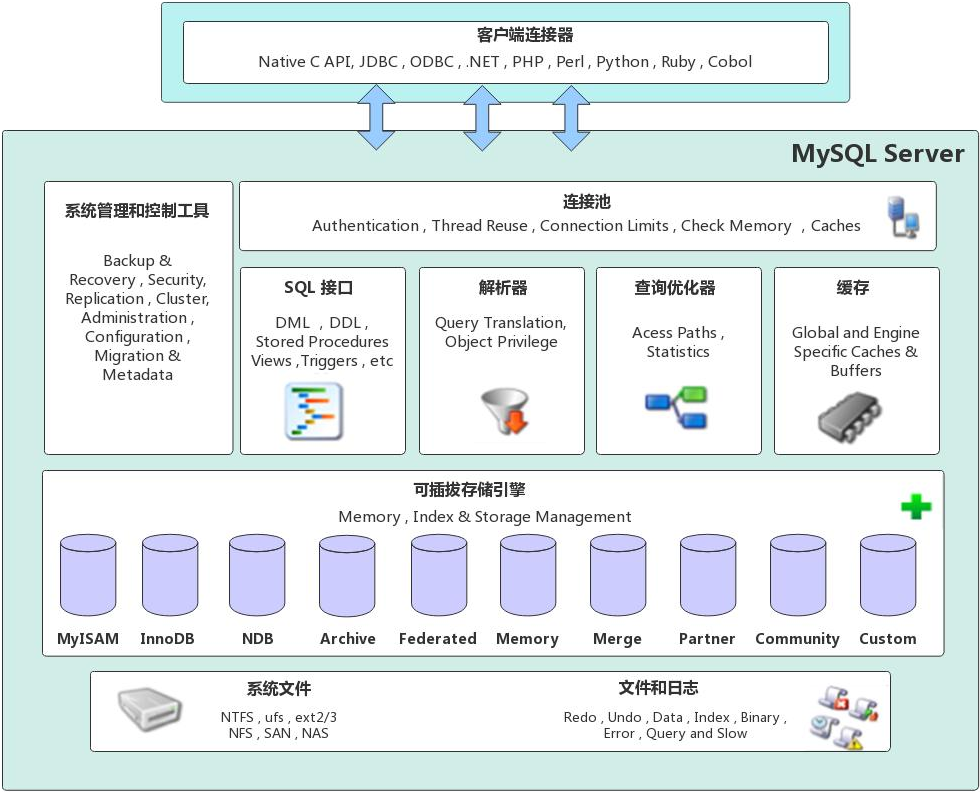 客户端连接器
Native C API, JDBC , ODBC , .NET , PHP , Perl , Python , Ruby , Cobol
MySQL Server
系统管理和控制工具
Backup &
Recovery , Security,
Replication , Cluster,
Administration ,
Configuration ,
Migration &
Metadata
连接池
Authentication , Thread Reuse , Connection Limits , Check Memory , Caches
SQL 接口
DML , DDL ,
Stored Procedures
Views ,Triggers , etc
解析器
Query Translation,
Object Privilege
查询优化器
Acess Paths ,
Statistics
缓存
Global and Engine
Specific Caches &
Buffers
可插拔存储引擎
Memory , Index & Storage Management
MyISAM InnoDB NDB Archive Federated Memory Merge Partner Community Custom
系统文件
NTFS , ufs , ext2/3
NFS , SAN , NAS
文件和日志
Redo , Undo , Data , Index , Binary ,
Error , Query and Slow